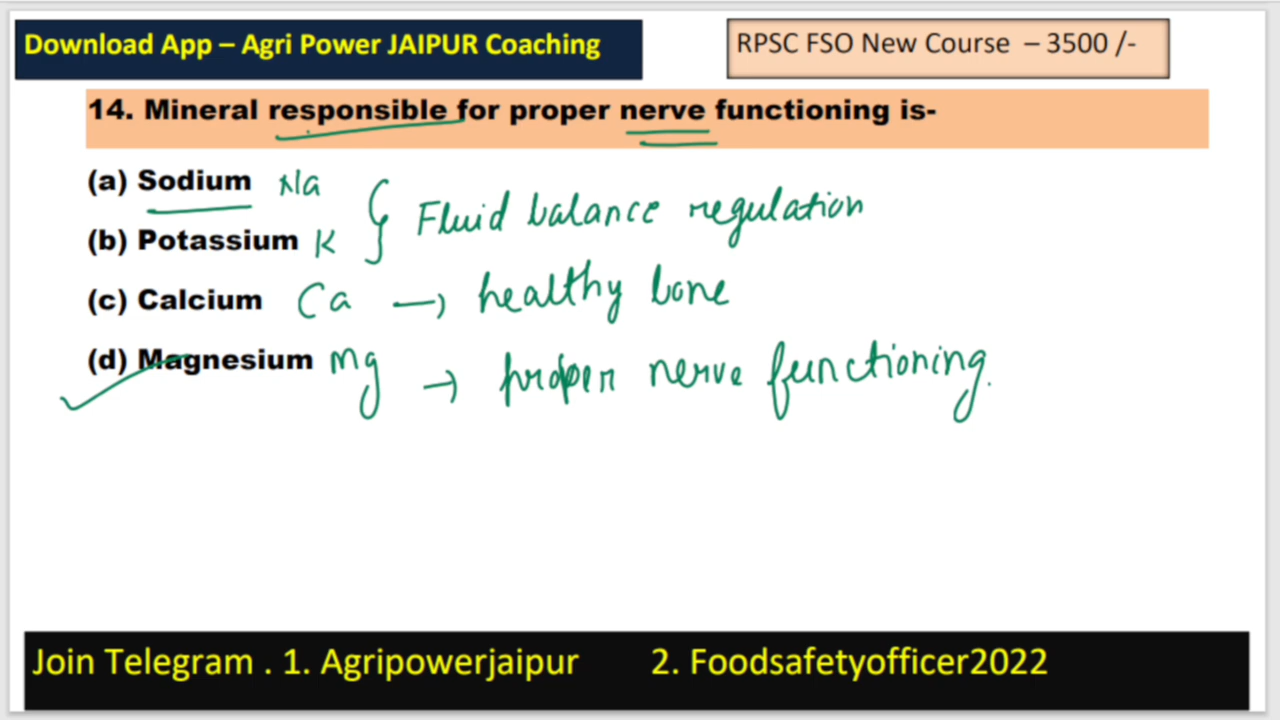 Download App – Agri Power JAIPUR Coaching
RPSC FSO New Course – 3500 /-
14. Mineral responsible for proper nerve functioning is-
(a) Sodium Na
(b) Potassium K } Fluid balance regulation
(c) Calcium Ca → healthy bone
(d) Magnesium Mg → proper nerve functioning.
Join Telegram . 1. Agripowerjaipur 2. Foodsafetyofficer2022